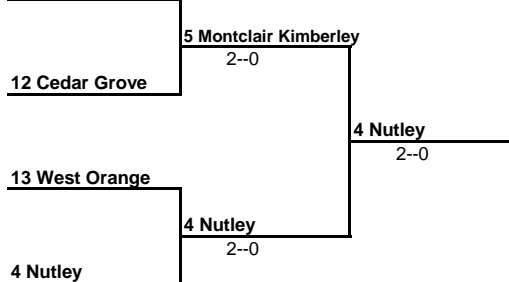 5 Montclair Kimberley
2--0
12 Cedar Grove
4 Nutley
2--0
13 West Orange
4 Nutley
2--0
4 Nutley